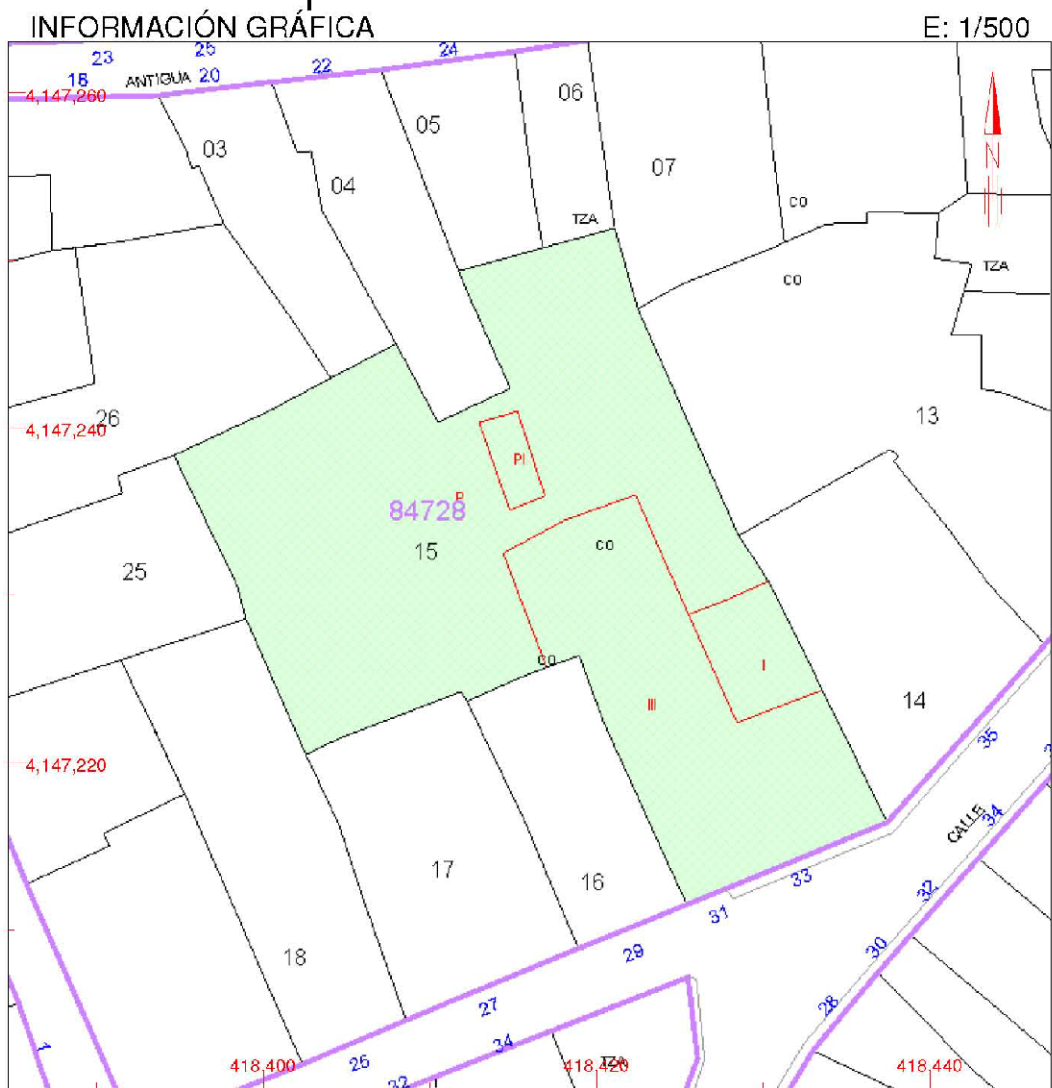 INFORMACIÓN GRÁFICA E: 1/500
23 25 24
18 ANTIGUA 20 22
4,147,260
03 04 05 06 07
N
TZA CO
CO TZA
26 4,147,240 13
PI
P
84728
CO
15
25
CO I
III 14
35
4,147,220
CALLE 34
17 16 33 32
31
18 29 30
27 28
1 25 34 TZA
32
418,400 418,420 418,440